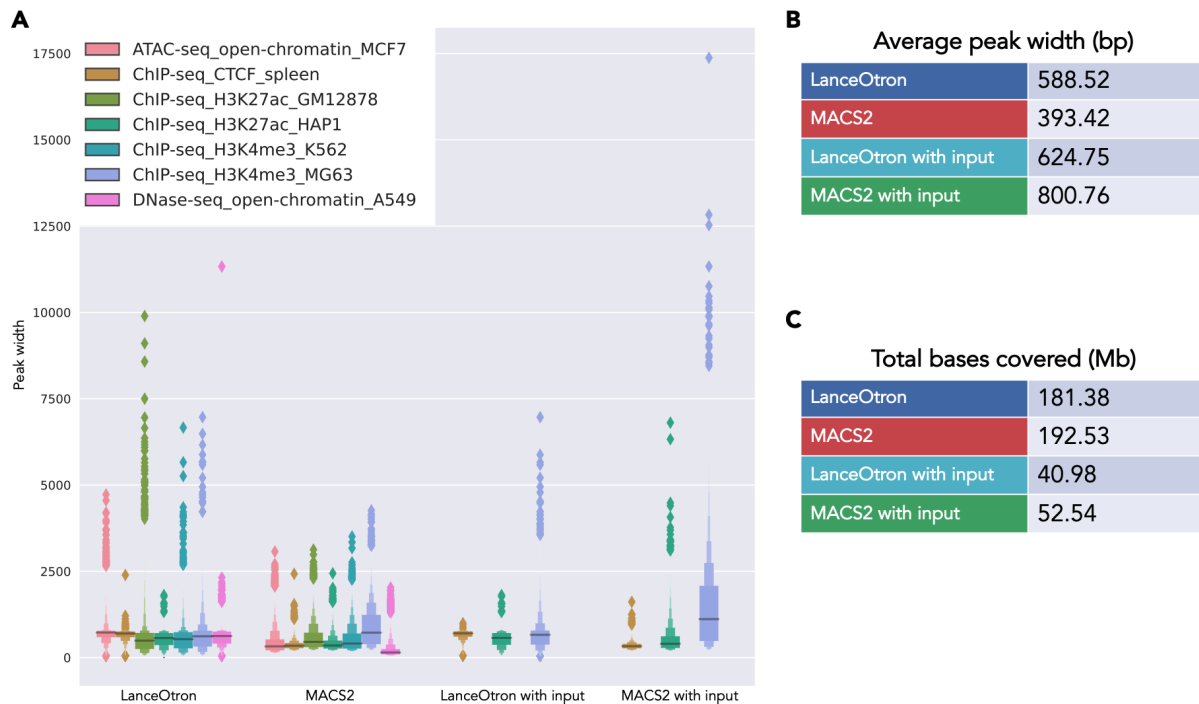 A
ATAC-seq_open-chromatin_MCF7
ChIP-seq_CTCF_spleen
ChIP-seq_H3K27ac_GM12878
ChIP-seq_H3K27ac_HAP1
ChIP-seq_H3K4me3_K562
ChIP-seq_H3K4me3_MG63
DNase-seq_open-chromatin_A549
17500
15000
12500
10000
7500
5000
2500
0
Peak width
LanceOtron
MACS2
LanceOtron with input
MACS2 with input
B
Average peak width (bp)
LanceOtron 588.52
MACS2 393.42
LanceOtron with input 624.75
MACS2 with input 800.76
C
Total bases covered (Mb)
LanceOtron 181.38
MACS2 192.53
LanceOtron with input 40.98
MACS2 with input 52.54